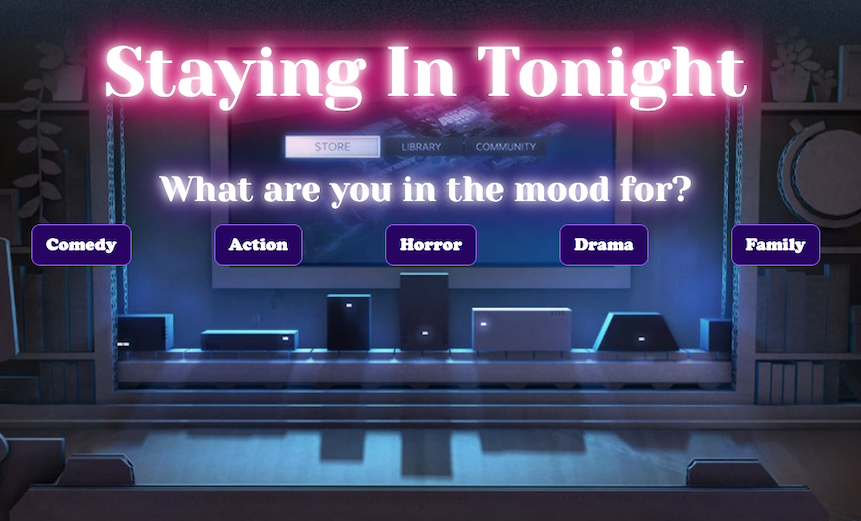 Staying In Tonight
STORE LIBRARY COMMUNITY
What are you in the mood for?
Comedy Action Horror Drama Family